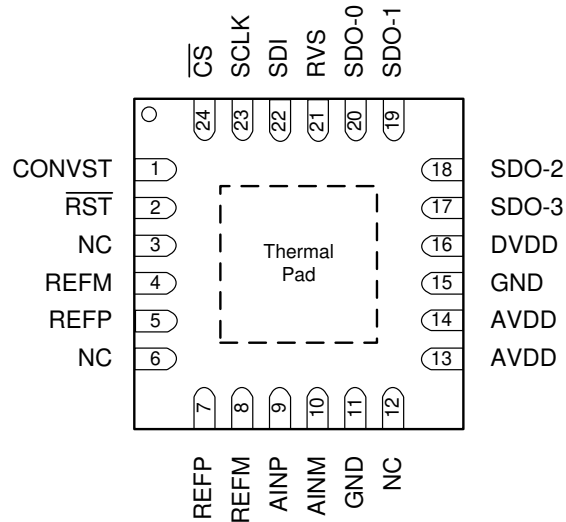 C̅S̅
SCLK
SDI
RVS
SDO-0
SDO-1
24
23
22
21
20
19
CONVST 1
R̅S̅T̅ 2
NC 3
REFM 4
REFP 5
NC 6
Thermal
Pad
18 SDO-2
17 SDO-3
16 DVDD
15 GND
14 AVDD
13 AVDD
7
8
9
10
11
12
REFP
REFM
AINP
AINM
GND
NC